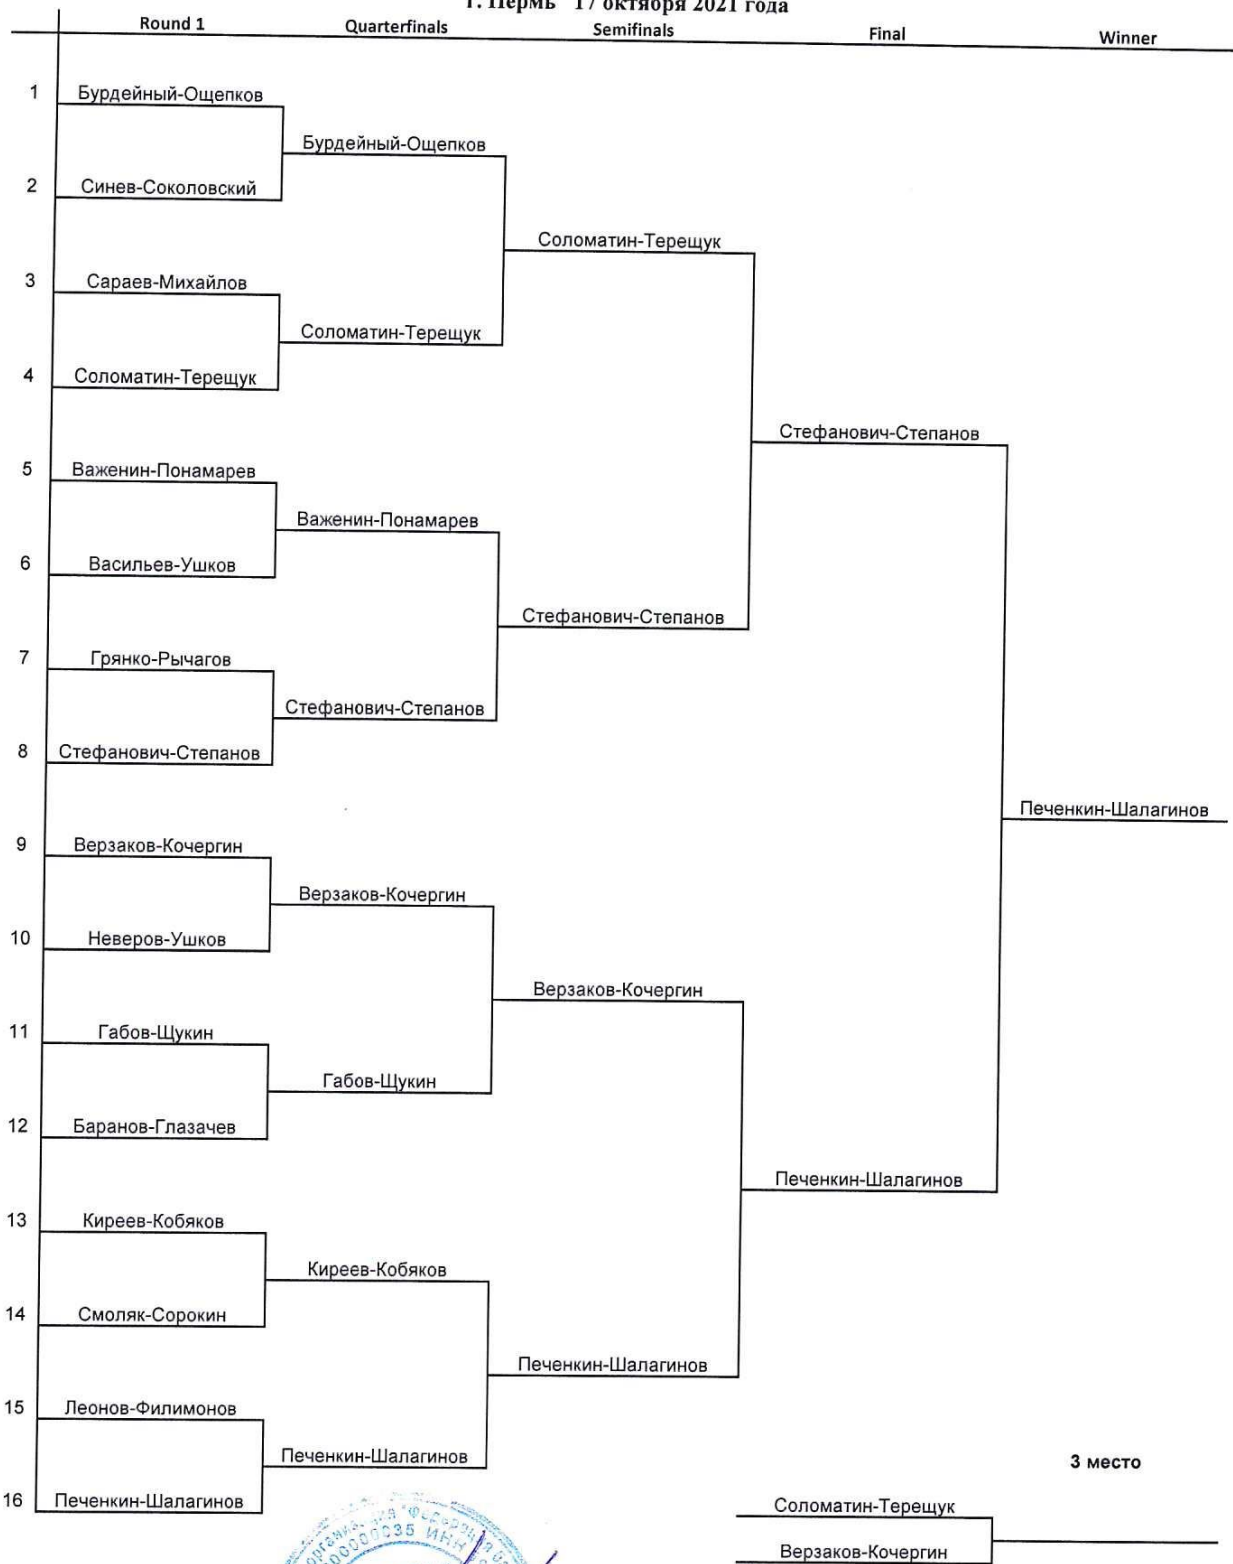 г. Пермь 17 октября 2021 года
Round 1 Quarterfinals Semifinals Final Winner
1 Бурдейный-Ощепков
Бурдейный-Ощепков
2 Синев-Соколовский
Соломатин-Терещук
3 Сараев-Михайлов
Соломатин-Терещук
4 Соломатин-Терещук
Стефанович-Степанов
5 Важенин-Понамарев
Важенин-Понамарев
6 Васильев-Ушков
Стефанович-Степанов
7 Грянко-Рычагов
Стефанович-Степанов
8 Стефанович-Степанов
Печенкин-Шалагинов
9 Верзаков-Кочергин
Верзаков-Кочергин
10 Неверов-Ушков
Верзаков-Кочергин
11 Габов-Щукин
Габов-Щукин
12 Баранов-Глазачев
Печенкин-Шалагинов
13 Киреев-Кобяков
Киреев-Кобяков
14 Смоляк-Сорокин
Печенкин-Шалагинов
15 Леонов-Филимонов
Печенкин-Шалагинов
3 место
16 Печенкин-Шалагинов
Соломатин-Терещук
Верзаков-Кочергин
ИНН